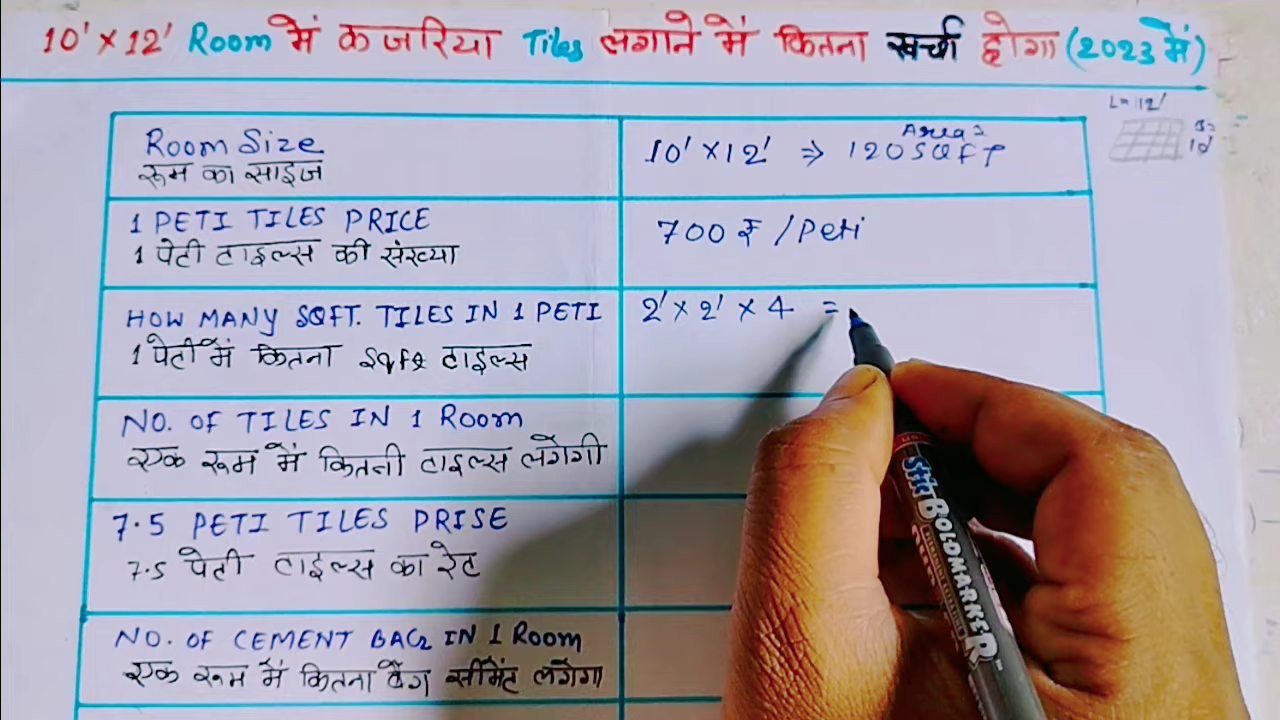 10' × 12' Room में कजरिया Tiles लगाने में कितना खर्चा होगा (2023 में)
L = 12'
Room Size
रूम का साइज
Area =
10' × 12' ⇒ 120 SQFT
10'
1 PETI TILES PRICE
1 पेटी टाइल्स की संख्या
700 ₹ / Peti
HOW MANY SQFT. TILES IN 1 PETI
1 पेटी में कितना sqft टाइल्स
2' × 2' × 4 =
NO. OF TILES IN 1 Room
एक रूम में कितनी टाइल्स लगेगी
7.5 PETI TILES PRISE
7.5 पेटी टाइल्स का रेट
NO. OF CEMENT BAG IN 1 Room
एक रूम में कितना बैग सीमेंट लगेगा
Stic BOLDMARKER